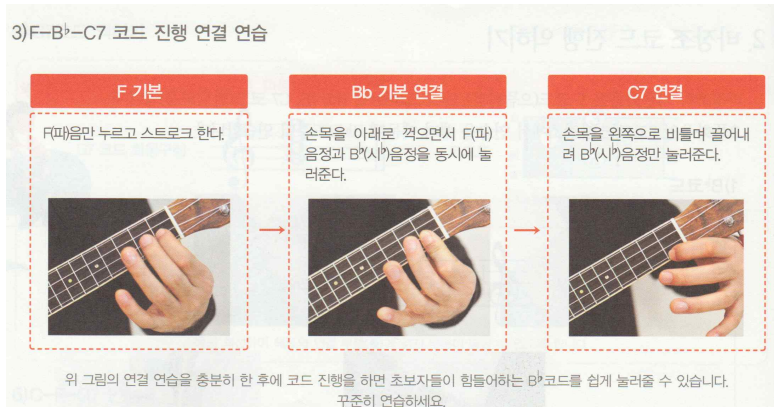 3)F-B♭-C7 코드 진행 연결 연습
F 기본
F(파)음만 누르고 스트로크 한다.
Bb 기본 연결
손목을 아래로 꺽으면서 F(파)
음정과 B♭(시♭)음정을 동시에 눌
러준다.
C7 연결
손목을 왼쪽으로 비틀며 끌어내
려 B♭(시♭)음정만 눌러준다.
위 그림의 연결 연습을 충분히 한 후에 코드 진행을 하면 초보자들이 힘들어하는 B♭코드를 쉽게 눌러줄 수 있습니다.
꾸준히 연습하세요.